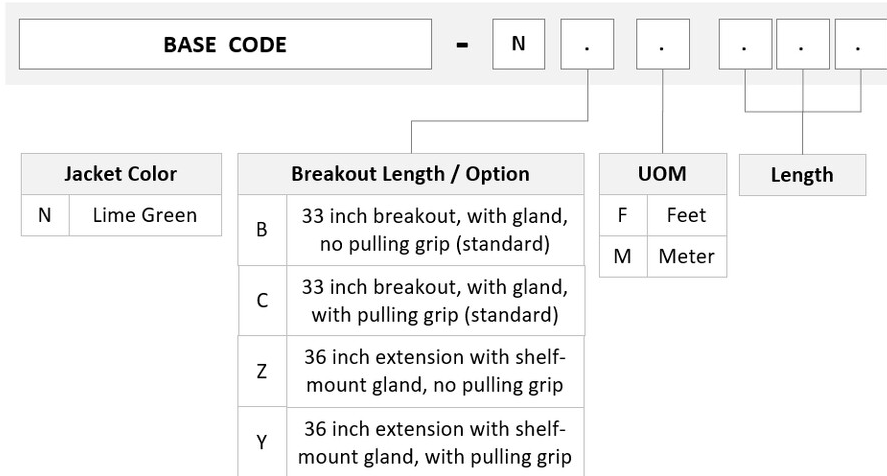 BASE CODE - N . . . . .
Jacket Color
N Lime Green
Breakout Length / Option
B 33 inch breakout, with gland,
no pulling grip (standard)
C 33 inch breakout, with gland,
with pulling grip (standard)
Z 36 inch extension with shelf-
mount gland, no pulling grip
Y 36 inch extension with shelf-
mount gland, with pulling grip
UOM
F Feet
M Meter
Length